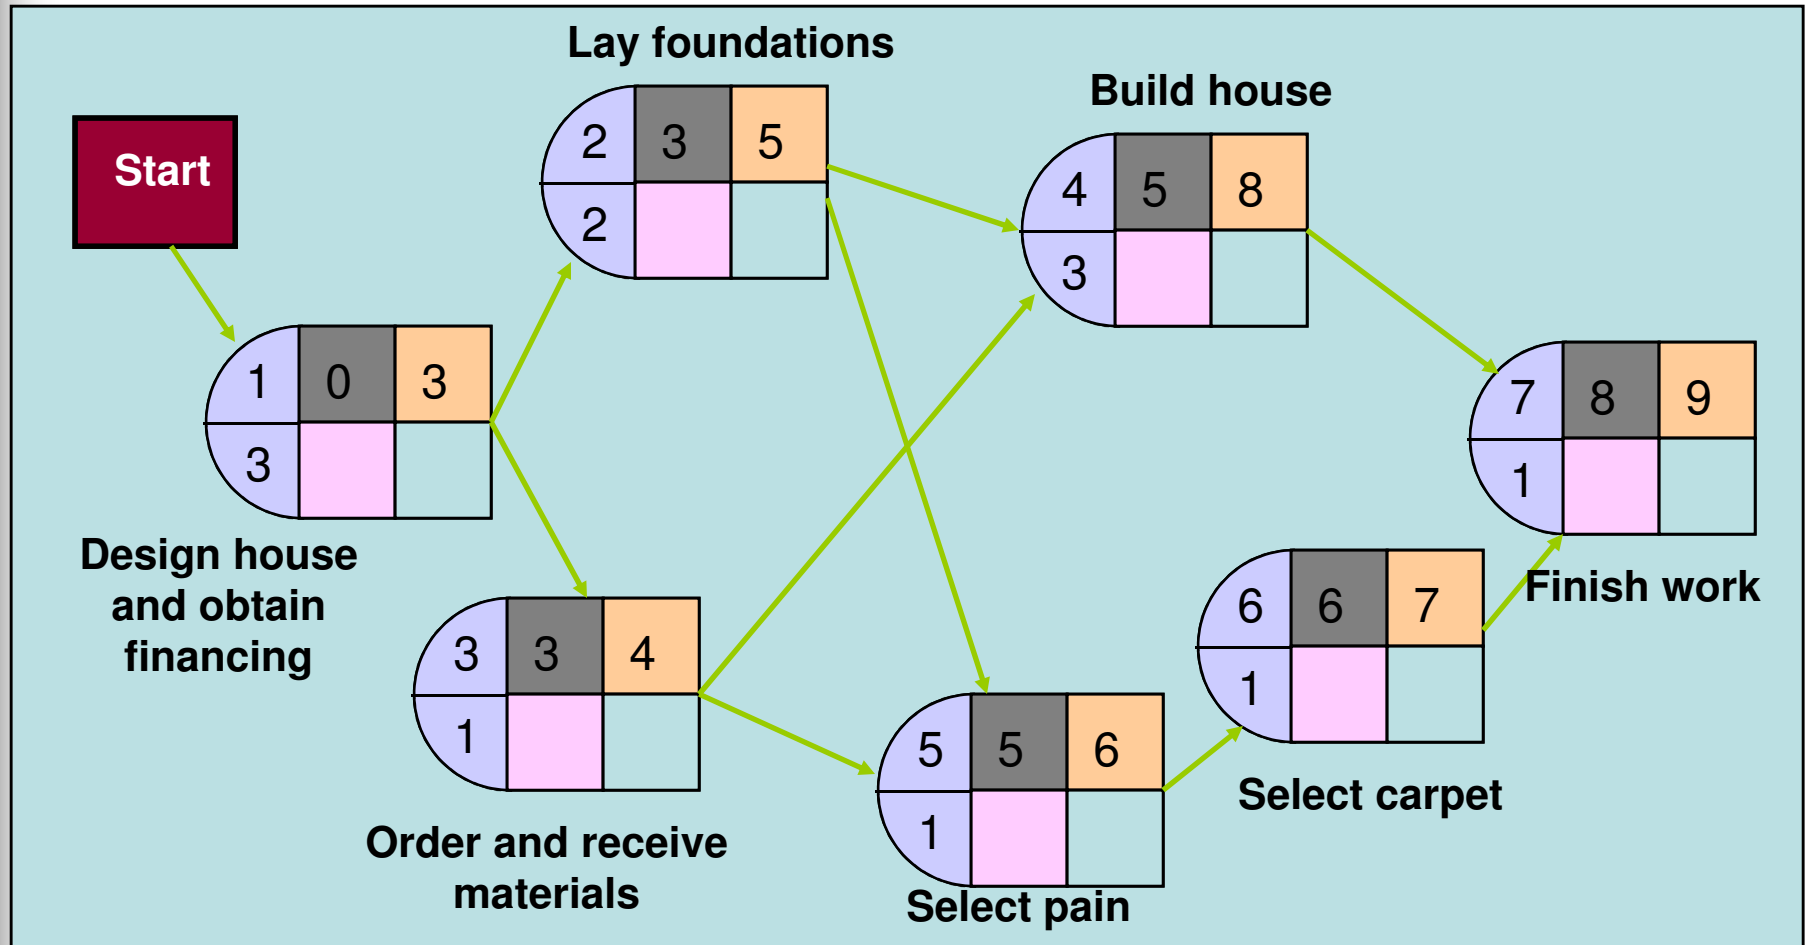 Lay foundations
Build house
Start
2 3 5
2
4 5 8
3
1 0 3
3
7 8 9
1
Design house
and obtain
financing
Finish work
3 3 4
1
6 6 7
1
5 5 6
1
Select carpet
Order and receive
materials
Select pain